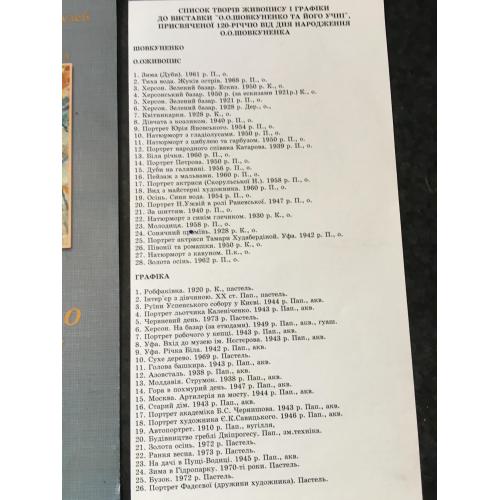 СПИСОК ТВОРІВ ЖИВОПИСУ І ГРАФІКИ
ДО ВИСТАВКИ "О.О.ШОВКУНЕНКО ТА ЙОГО УЧНІ",
ПРИСВЯЧЕНОЇ 120-РІЧЧЮ ВІД ДНЯ НАРОДЖЕННЯ
О.О.ШОВКУНЕНКА
ШОВКУНЕНКО
О.О.ЖИВОПИС
1. Зима (Дуби). 1961 р. П., о.
2. Тиха вода. Жуків острів. 1968 р. П., о.
3. Херсон. Зелений базар. Ескіз. 1950 р. К., о.
4. Херсонський базар. 1950 р. (за ескизами 1921р.) К., о.
5. Херсон. Зелений базар. 1921 р. П., о.
6. Херсон. Зелений базар. 1928 р. Дер., о.,
7. Квітникарки. 1928 р. К., о.
8. Дівчата з возликом. 1940 р. П., о.
9. Портрет Юрія Яновського. 1954 р. П., о.
10. Натюрморт з гладіолусами. 1950 р. П., о.
11. Натюрморт з цибулею та гарбузом. 1950 р. П., о.
12. Портрет народного співака Катарова. 1939 р. П., о.
13. Біля річки. 1960 р. П., о.
14. Портрет Петрова. 1950 р. П., о.
15. Дуби на галявині. 1956 р. П., о.
16. Пейзаж з мальвами. 1960 р. П., о.
17. Портрет актриси (Скорульської Н.). 1958 р. П., о.
18. Вид з майстерні художника. 1960 р. П., о.
19. Осінь. Синя вода. 1954 р. П., о.
20. Портрет Н.Ужвій в ролі Раневської. 1947 р. П., о.
21. За шиттям. 1940 р. П., о.
22. Натюрморт з синім глечиком. 1930 р. К., о.
23. Молодиця. 1958 р. П., о.
24. Сонячний промінь. 1928 р. К., о.
25. Портрет актриси Тамари Худабердіной. Уфа. 1942 р. П., о.
26. Півонії та ромашки. 1950 р. К., о.
27. Натюрморт з кавуном. П.к., о.
28. Золота осінь. 1962 р. П., о.
ГРАФІКА
1. Робфаківка. 1920 р. К., пастель.
2. Інтер'єр з дівчиною. ХХ ст. Пап., пастель.
3. Руїни Успенського собору у Києві. 1944 р. Пап., акв.
4. Портрет льотчика Каленіченко. 1943 р. Пап., акв.
5. Червневий день. 1973 р. Пастель.
6. Херсон. На базар (за етюдами). 1949 р. Пап., акв., гуаш.
7. Портрет робочого у кепці. 1943 р. Пап., акв.
8. Уфа. Вхід до музею ім. Нестерова. 1943 р. Пап., акв.
9. Уфа. Річка Біла. 1942 р. Пап., акв.
10. Сухе дерево. 1969 р. Пастель.
11. Голова башкира. 1943 р. Пап., акв.
12. Азовсталь. 1938 р. Пап., акв.
13. Молдавія. Струмок. 1938 р. Пап., акв.
14. Гора в похмурий день. 1947 р. Пап., акв.
15. Москва. Артилерія на мосту. 1944 р. Пап., акв.
16. Старий дім. 1943 р. Пап., акв.
17. Портрет академіка Б.С. Чернишова. 1943 р. Пап., акв.
18. Портрет художника Є.К.Савицького. 1946 р. Пап., акв.
19. Автопортрет. 1910 р. Пап., вугілля,
20. Будівництво греблі Дніпрогесу. Пап., зм.техніка.
21. Золота осінь. 1972 р. Пастель.
22. Рання весна. 1973 р. Пастель.
23. На дачі в Пущі-Водиці. 1945 р. Пап., акв.
24. Зима в Гідропарку. 1970-ті роки. Пастель.
25. Бузок. 1972 р. Пастель.
26. Портрет Фадєєвої (дружини художника). Пастель.